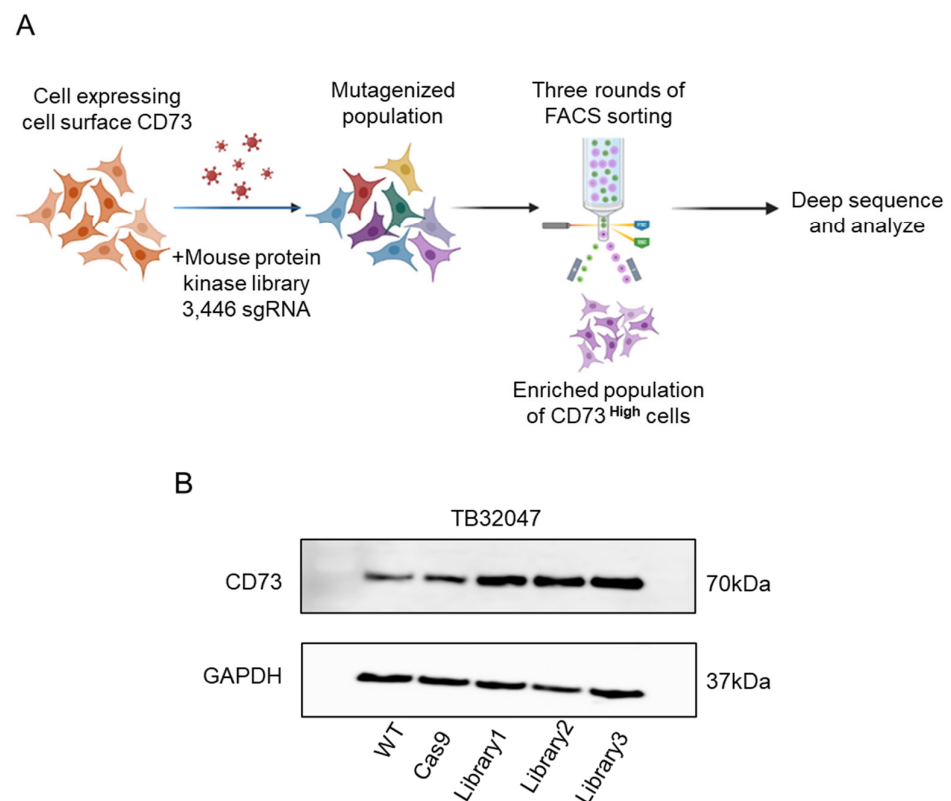 A
Cell expressing
cell surface CD73
Mutagenized
population
Three rounds of
FACS sorting
+Mouse protein
kinase library
3,446 sgRNA
Deep sequence
and analyze
Enriched population
of CD73 High cells
B
TB32047
CD73
70kDa
GAPDH
37kDa
WT
Cas9
Library1
Library2
Library3